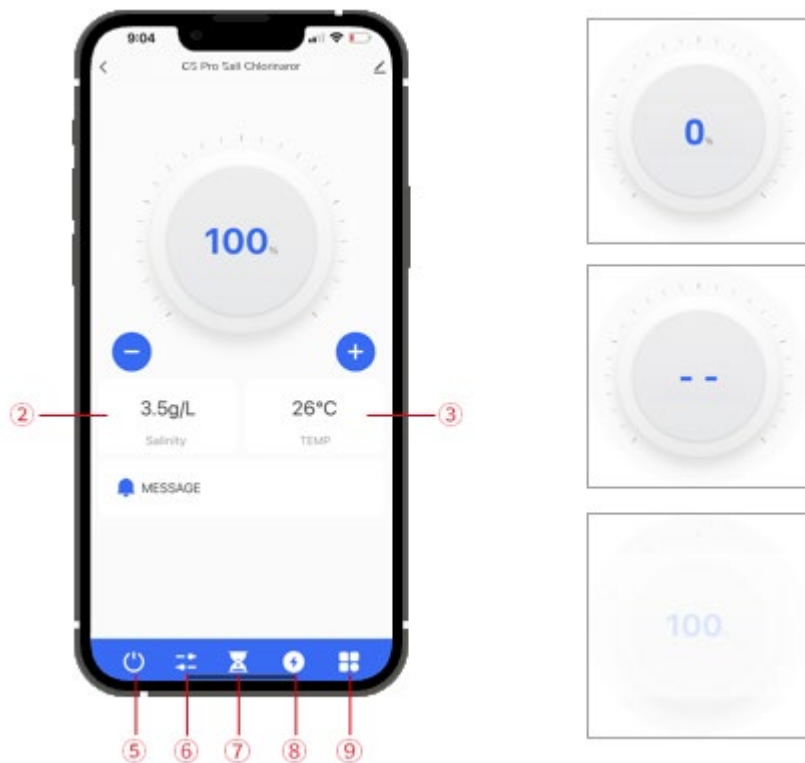 9:04
CS Pro Salt Chlorinaror
100%
− +
3.5g/L 26°C
Salinity TEMP
MESSAGE
② ③
⑤ ⑥ ⑦ ⑧ ⑨
0%
- -
100